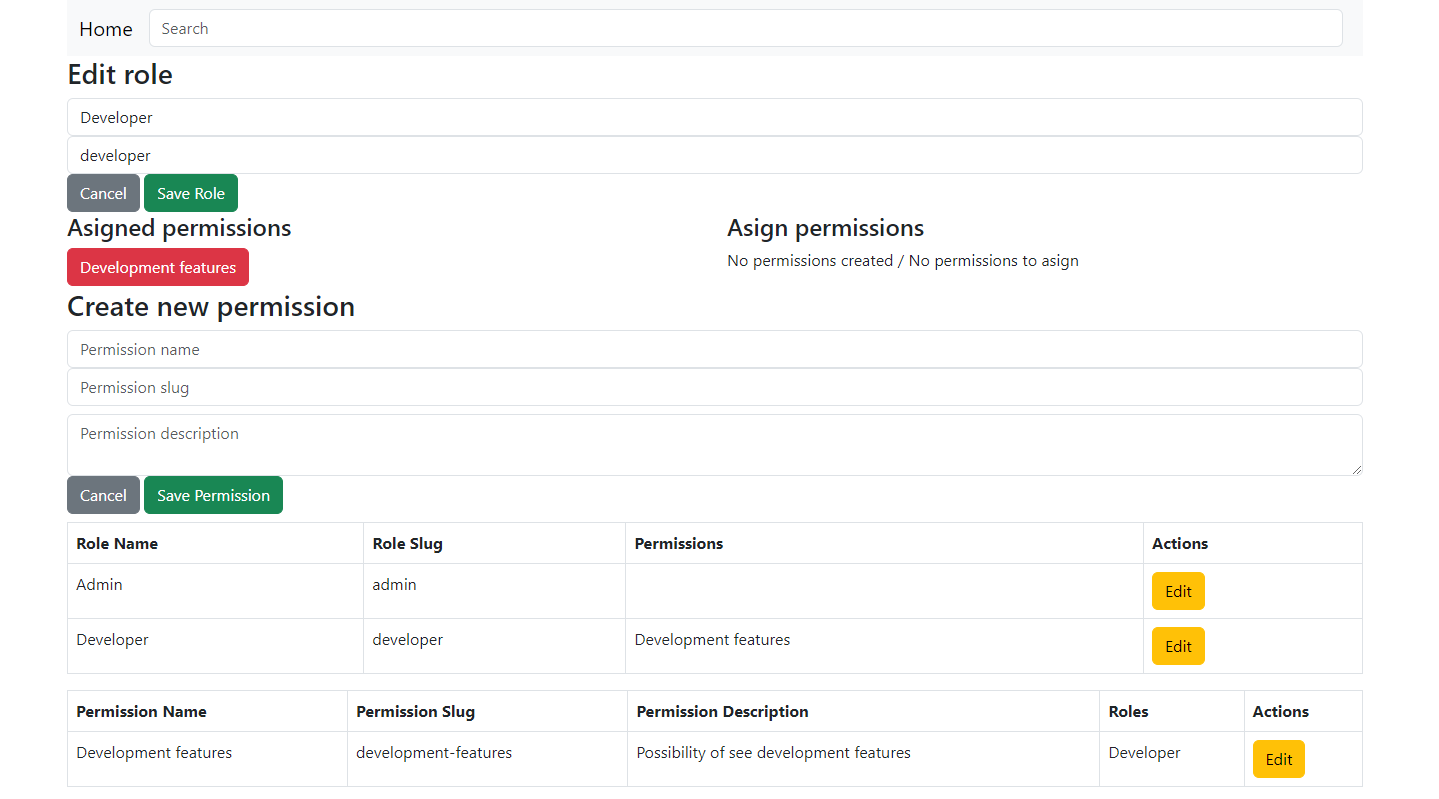 Home Search
Edit role
Developer
developer
Cancel Save Role
Asigned permissions
Development features
Asign permissions
No permissions created / No permissions to asign
Create new permission
Permission name
Permission slug
Permission description
Cancel Save Permission
Role Name Role Slug Permissions Actions
Admin admin Edit
Developer developer Development features Edit
Permission Name Permission Slug Permission Description Roles Actions
Development features development-features Possibility of see development features Developer Edit